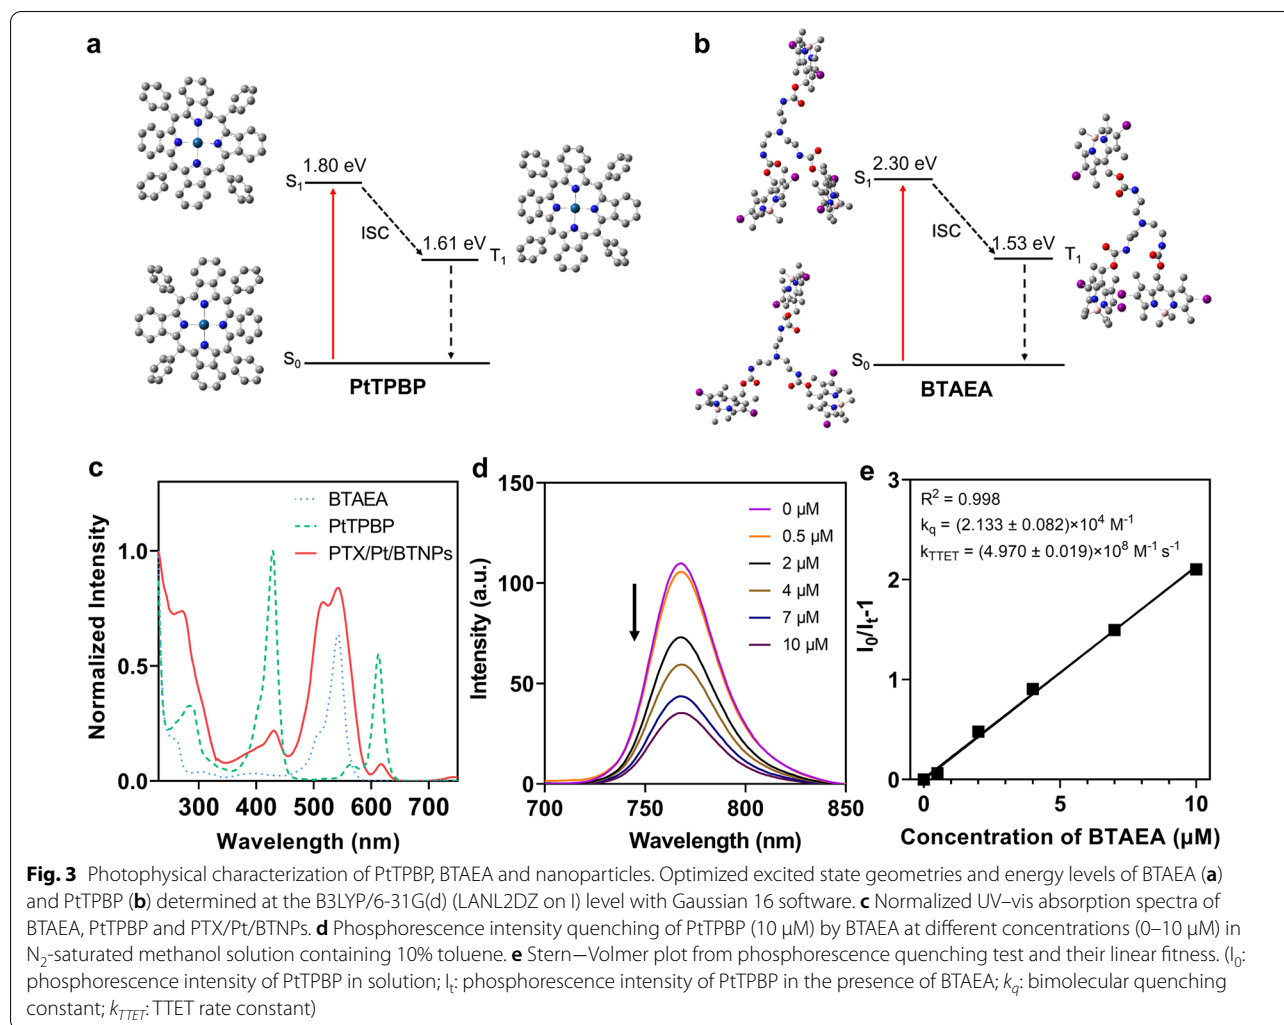 a
1.80 eV
S1
ISC
1.61 eV
T1
S0
PtTPBP
b
2.30 eV
S1
ISC
1.53 eV
T1
S0
BTAEA
c
BTAEA
PtTPBP
PTX/Pt/BTNPs
1.0
0.5
0.0
Normalized Intensity
300 400 500 600 700
Wavelength (nm)
d
150
100
50
0
Intensity (a.u.)
0 µM
0.5 µM
2 µM
4 µM
7 µM
10 µM
700 750 800 850
Wavelength (nm)
e
3
2
1
0
I0/It-1
R² = 0.998
kq = (2.133 ± 0.082)×10⁴ M⁻¹
kTTET = (4.970 ± 0.019)×10⁸ M⁻¹ s⁻¹
0 5 10
Concentration of BTAEA (µM)
Fig. 3 Photophysical characterization of PtTPBP, BTAEA and nanoparticles. Optimized excited state geometries and energy levels of BTAEA (a)
and PtTPBP (b) determined at the B3LYP/6-31G(d) (LANL2DZ on I) level with Gaussian 16 software. c Normalized UV–vis absorption spectra of
BTAEA, PtTPBP and PTX/Pt/BTNPs. d Phosphorescence intensity quenching of PtTPBP (10 µM) by BTAEA at different concentrations (0–10 µM) in
N2-saturated methanol solution containing 10% toluene. e Stern−Volmer plot from phosphorescence quenching test and their linear fitness. (I0:
phosphorescence intensity of PtTPBP in solution; It: phosphorescence intensity of PtTPBP in the presence of BTAEA; kq: bimolecular quenching
constant; kTTET: TTET rate constant)